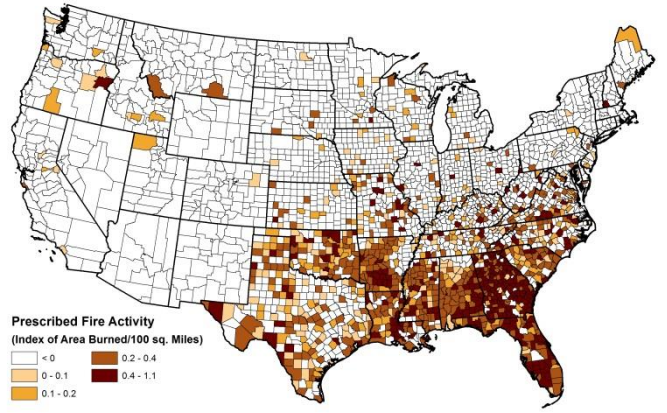 Prescribed Fire Activity
(Index of Area Burned/100 sq. Miles)
< 0
0.2 - 0.4
0 - 0.1
0.4 - 1.1
0.1 - 0.2